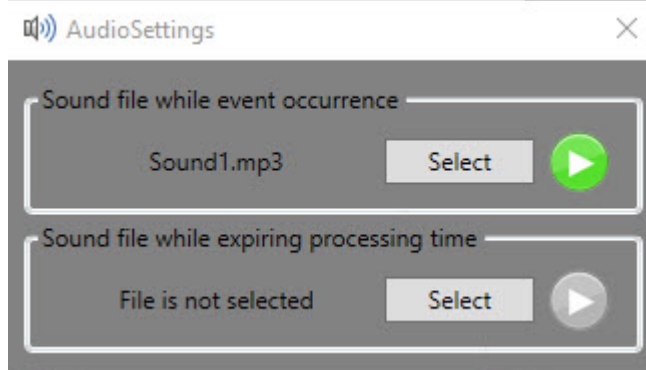 AudioSettings
Sound file while event occurrence
Sound1.mp3 Select
Sound file while expiring processing time
File is not selected Select